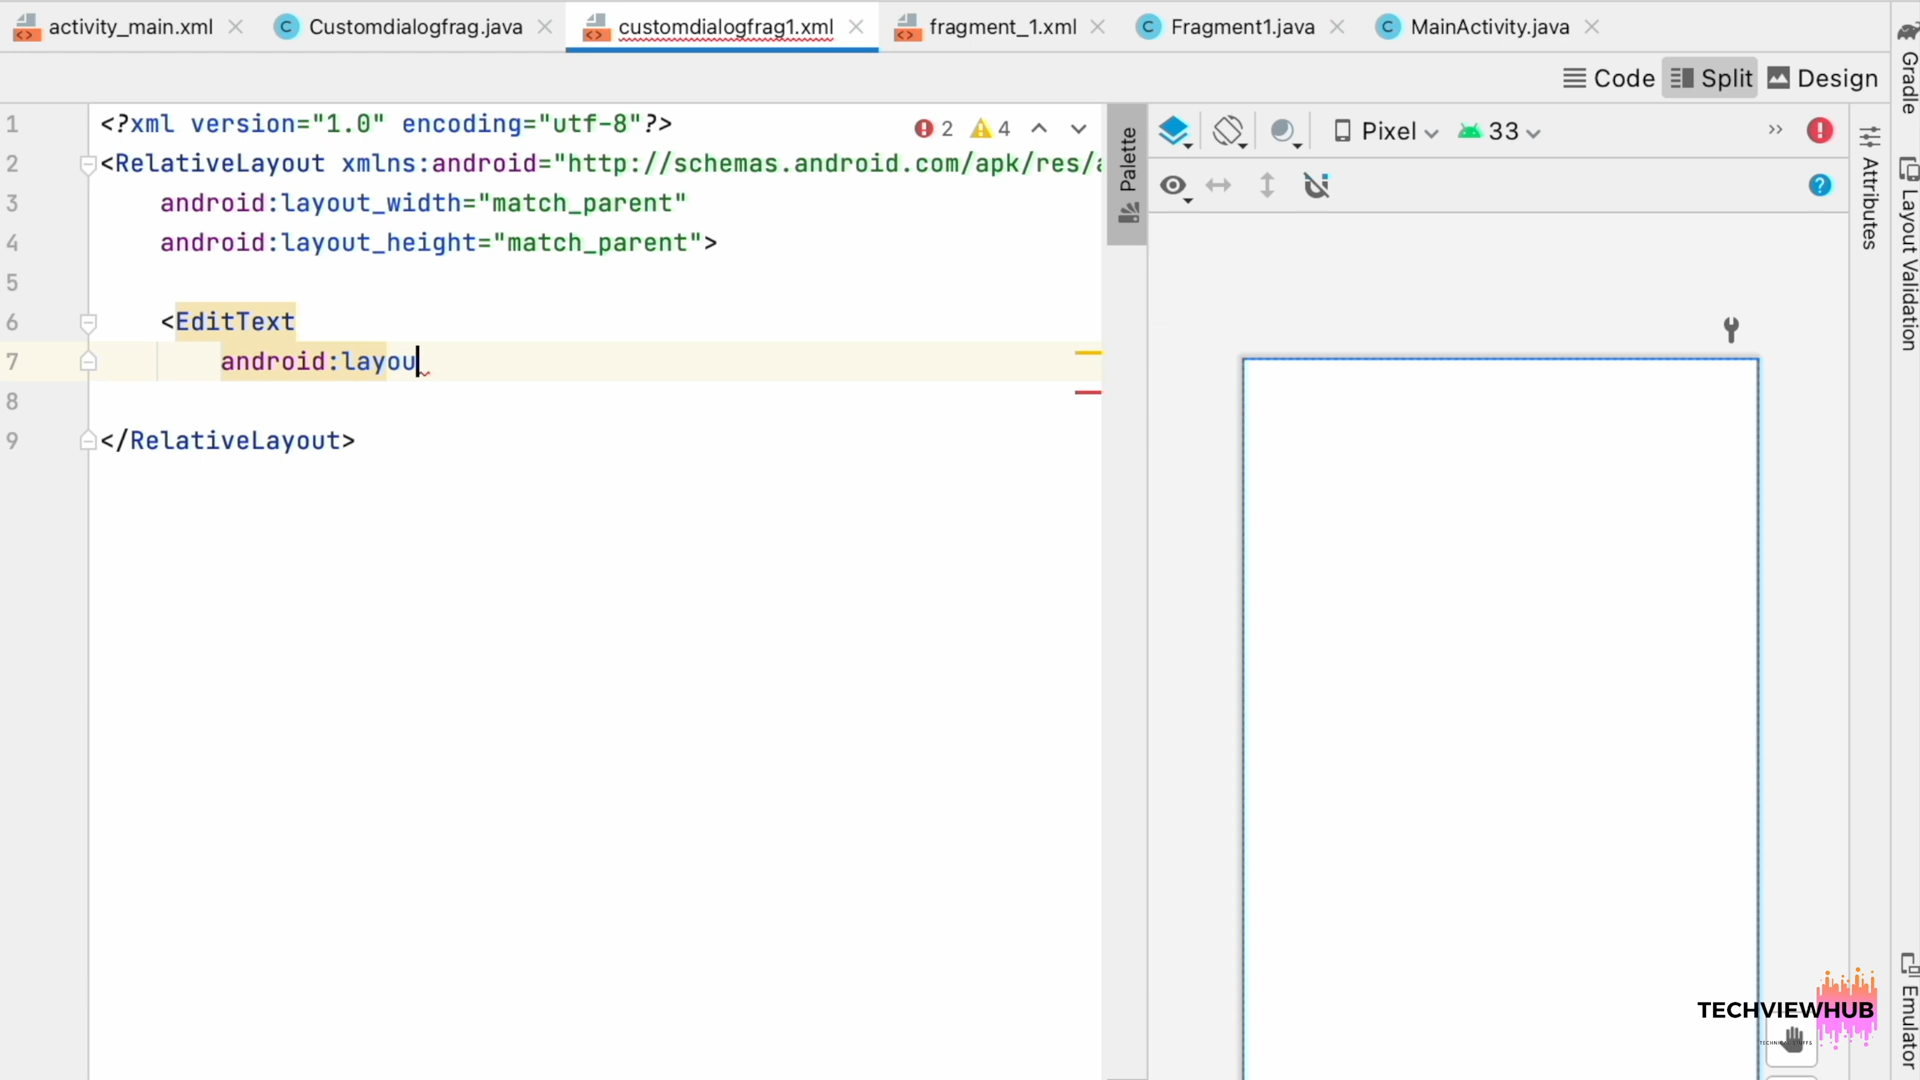 activity_main.xml
Customdialogfrag.java
customdialogfrag1.xml
fragment_1.xml
Fragment1.java
MainActivity.java
Code
Split
Design
1 <?xml version="1.0" encoding="utf-8"?>
2 <RelativeLayout xmlns:android="http://schemas.android.com/apk/res/a
3 android:layout_width="match_parent"
4 android:layout_height="match_parent">
5
6 <EditText
7 android:layou
8
9 </RelativeLayout>
2
4
Palette
Pixel
33
Attributes
Gradle
Layout Validation
Emulator
TECHVIEWHUB
TECHNICAL STUFFS